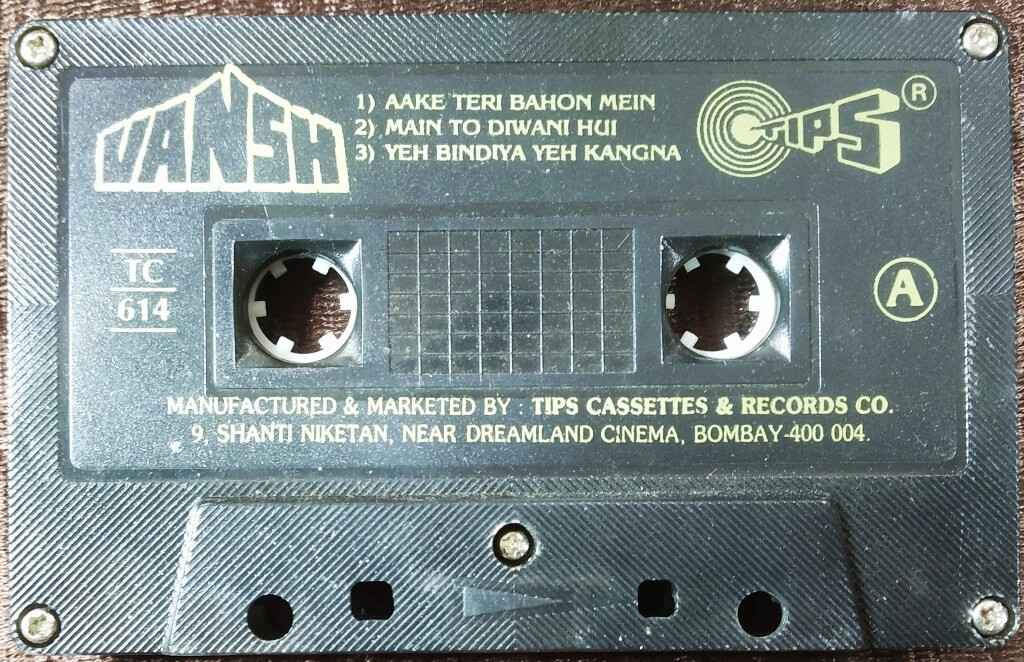 VANSH
1) AAKE TERI BAHON MEIN
2) MAIN TO DIWANI HUI
3) YEH BINDIYA YEH KANGNA
TIPS ®
TC
614
A
MANUFACTURED & MARKETED BY : TIPS CASSETTES & RECORDS CO.
9, SHANTI NIKETAN, NEAR DREAMLAND CINEMA, BOMBAY-400 004.